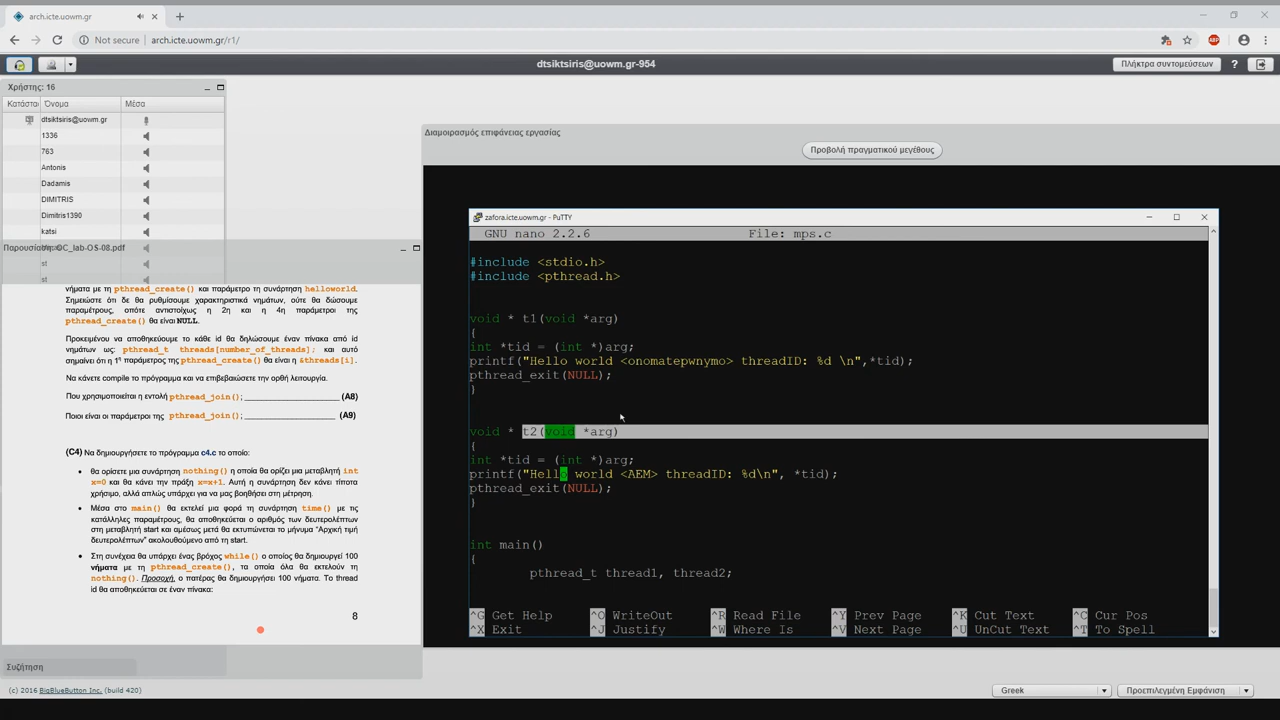 arch.icte.uowm.gr
Not secure
arch.icte.uowm.gr/r1/
ABP
dtsiktsiris@uowm.gr-954
Πλήκτρα συντομεύσεων
?
Χρήστης: 16
Κατάστα
Όνομα
Μέσα
dtsiktsiris@uowm.gr
1336
763
Antonis
Dadamis
DIMITRIS
Dimitris1390
katsi
Παρουσίαση: OC_lab-OS-08.pdf
st
st
νήματα με τη pthread_create() και παράμετρο τη συνάρτηση helloworld.
Σημειώστε ότι δε θα ρυθμίσουμε χαρακτηριστικά νημάτων, ούτε θα δώσουμε
παραμέτρους, οπότε αντιστοίχως η 2η και η 4η παράμετροι της
pthread_create() θα είναι NULL.
Προκειμένου να αποθηκεύουμε το κάθε id θα δηλώσουμε έναν πίνακα από id
νημάτων ως: pthread_t threads[number_of_threads]; και αυτό
σημαίνει ότι η 1η παράμετρος της pthread_create() θα είναι η &threads[i].
Να κάνετε compile το πρόγραμμα και να επιβεβαιώσετε την ορθή λειτουργία.
Που χρησιμοποιείται η εντολή pthread_join();____________________ (A8)
Ποιοι είναι οι παράμετροι της pthread_join();____________________ (A9)
(C4) Να δημιουργήσετε το πρόγραμμα c4.c το οποίο:
• θα ορίσετε μια συνάρτηση nothing() η οποία θα ορίζει μια μεταβλητή int
x=0 και θα κάνει την πράξη x=x+1. Αυτή η συνάρτηση δεν κάνει τίποτα
χρήσιμο, αλλά απλώς υπάρχει για να μας βοηθήσει στη μέτρηση.
• Μέσα στο main() θα εκτελεί μια φορά τη συνάρτηση time() με τις
κατάλληλες παραμέτρους, θα αποθηκεύεται ο αριθμός των δευτερολέπτων
στη μεταβλητή start και αμέσως μετά θα εκτυπώνεται το μήνυμα "Αρχική τιμή
δευτερολέπτων" ακολουθούμενο από τη start.
• Στη συνέχεια θα υπάρχει ένας βρόχος while() ο οποίος θα δημιουργεί 100
νήματα με τη pthread_create(), τα οποία όλα θα εκτελούν τη
nothing(). Προσοχή, ο πατέρας θα δημιουργήσει 100 νήματα. Το thread
id θα αποθηκεύεται σε έναν πίνακα:
8
Συζήτηση
Διαμοιρασμός επιφάνειας εργασίας
Προβολή πραγματικού μεγέθους
zafora.icte.uowm.gr - PuTTY
GNU nano 2.2.6 File: mps.c
#include <stdio.h>
#include <pthread.h>
void * t1(void *arg)
{
int *tid = (int *)arg;
printf("Hello world <onomatepwnymo> threadID: %d \n",*tid);
pthread_exit(NULL);
}
void * t2(void *arg)
{
int *tid = (int *)arg;
printf("Hello world <AEM> threadID: %d\n", *tid);
pthread_exit(NULL);
}
int main()
{
pthread_t thread1, thread2;
^G Get Help ^O WriteOut ^R Read File ^Y Prev Page ^K Cut Text ^C Cur Pos
^X Exit ^J Justify ^W Where Is ^V Next Page ^U UnCut Text ^T To Spell
(c) 2016 BigBlueButton Inc. (build 420)
Greek
Προεπιλεγμένη Εμφάνιση